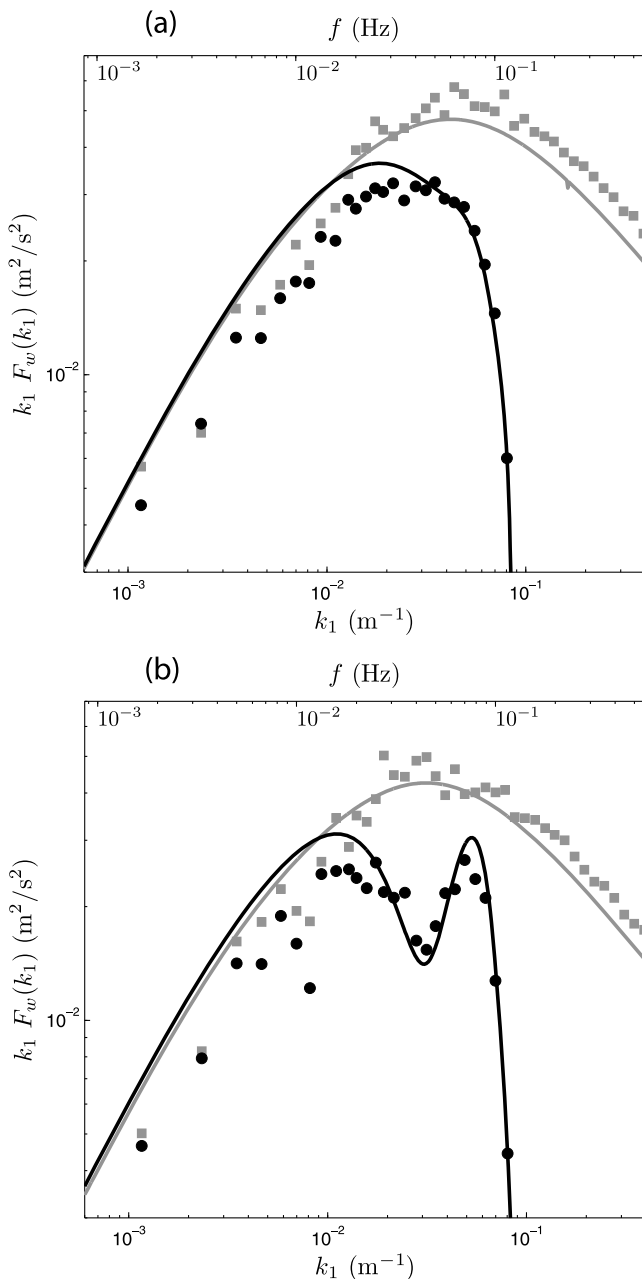 (a)
f (Hz)
10⁻³ 10⁻² 10⁻¹
k₁ F_w(k₁) (m²/s²)
10⁻²
10⁻³ 10⁻² 10⁻¹
k₁ (m⁻¹)
(b)
f (Hz)
10⁻³ 10⁻² 10⁻¹
k₁ F_w(k₁) (m²/s²)
10⁻²
10⁻³ 10⁻² 10⁻¹
k₁ (m⁻¹)